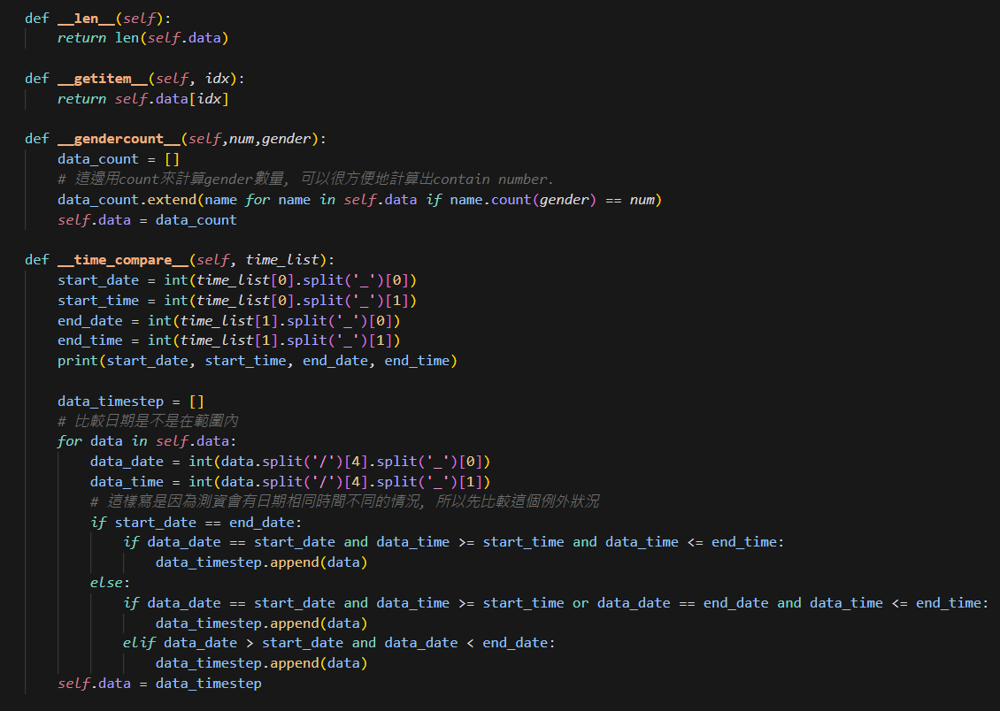 def __len__(self):
    return len(self.data)

def __getitem__(self, idx):
    return self.data[idx]

def __gendercount__(self,num,gender):
    data_count = []
    # 這邊用count來計算gender數量, 可以很方便地計算出contain number.
    data_count.extend(name for name in self.data if name.count(gender) == num)
    self.data = data_count

def __time_compare__(self, time_list):
    start_date = int(time_list[0].split('_')[0])
    start_time = int(time_list[0].split('_')[1])
    end_date = int(time_list[1].split('_')[0])
    end_time = int(time_list[1].split('_')[1])
    print(start_date, start_time, end_date, end_time)

    data_timestep = []
    # 比較日期是不是在範圍內
    for data in self.data:
        data_date = int(data.split('/')[4].split('_')[0])
        data_time = int(data.split('/')[4].split('_')[1])
        # 這樣寫是因為測資會有日期相同時間不同的情況, 所以先比較這個例外狀況
        if start_date == end_date:
            if data_date == start_date and data_time >= start_time and data_time <= end_time:
                data_timestep.append(data)
        else:
            if data_date == start_date and data_time >= start_time or data_date == end_date and data_time <= end_time:
                data_timestep.append(data)
            elif data_date > start_date and data_date < end_date:
                data_timestep.append(data)
    self.data = data_timestep